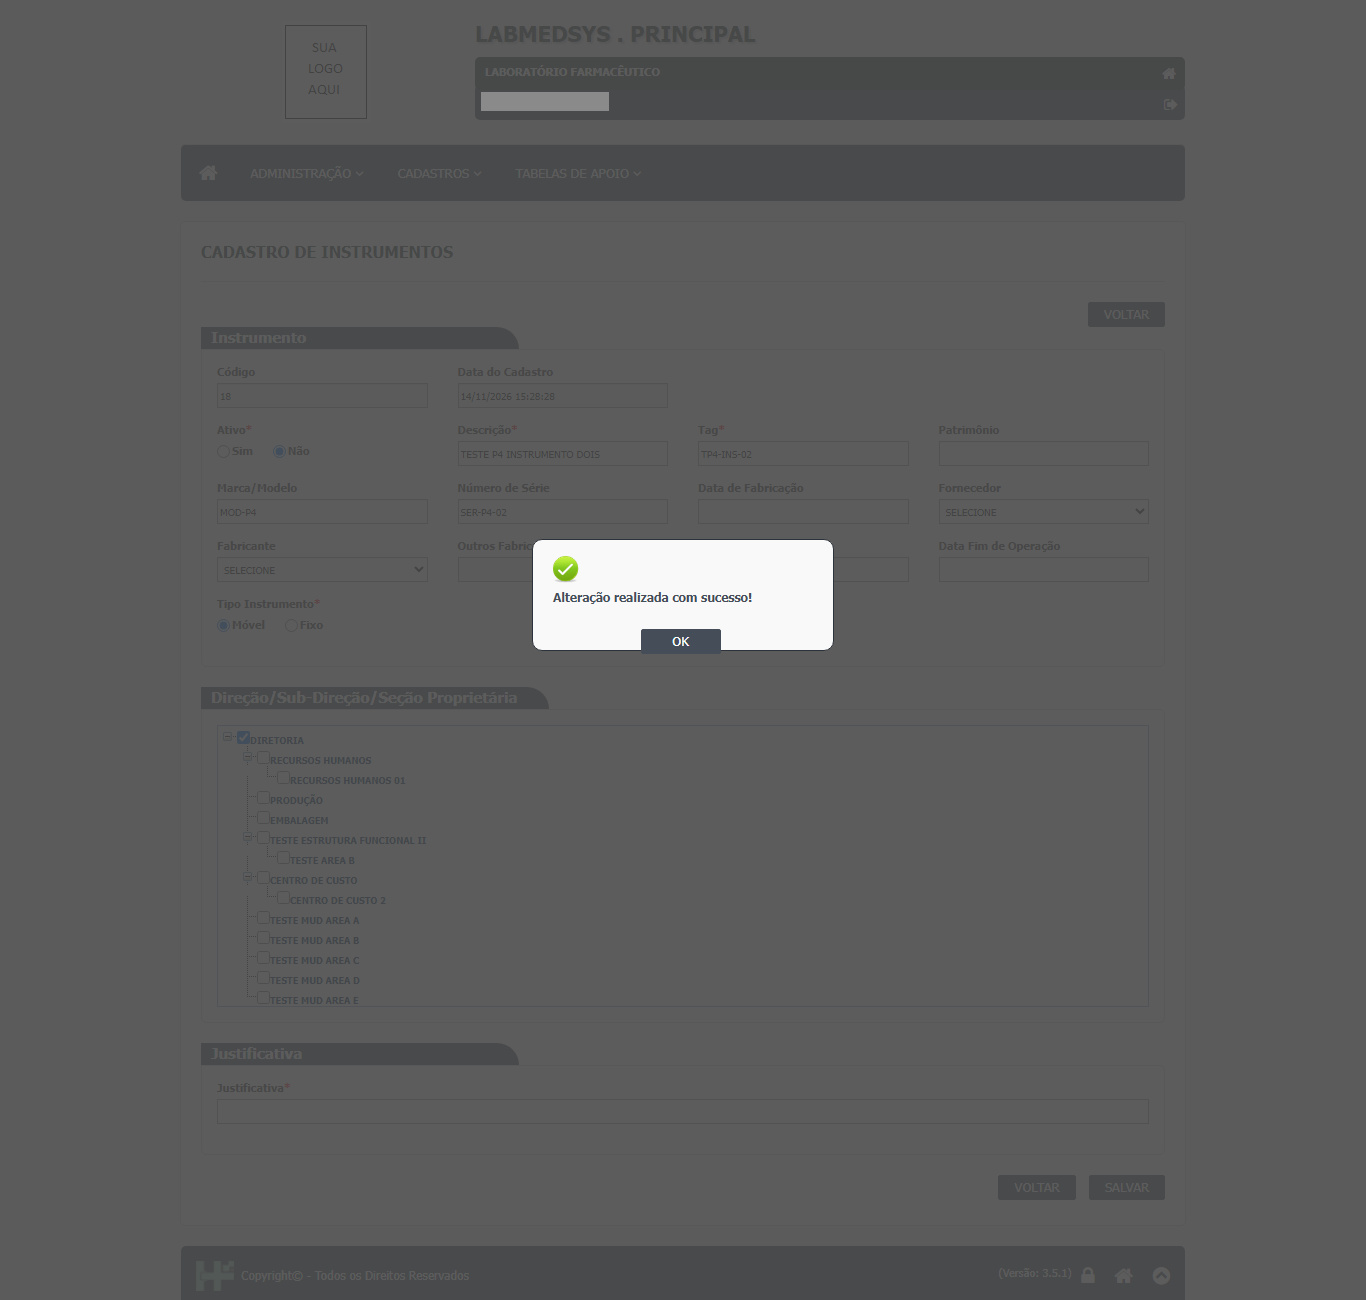 SUA
LOGO
AQUI
LABMEDSYS . PRINCIPAL
LABORATÓRIO FARMACÊUTICO
ADMINISTRAÇÃO
CADASTROS
TABELAS DE APOIO
CADASTRO DE INSTRUMENTOS
VOLTAR
Instrumento
Código
Data do Cadastro
18
14/11/2026 15:28:28
Ativo*
Descrição*
Tag*
Patrimônio
Sim
Não
TESTE P4 INSTRUMENTO DOIS
TP4-INS-02
Marca/Modelo
Número de Série
Data de Fabricação
Fornecedor
MOD-P4
SER-P4-02
SELECIONE
Fabricante
Outros Fabric
Data Fim de Operação
SELECIONE
Tipo Instrumento*
Móvel
Fixo
Alteração realizada com sucesso!
OK
Direção/Sub-Direção/Seção Proprietária
DIRETORIA
RECURSOS HUMANOS
RECURSOS HUMANOS 01
PRODUÇÃO
EMBALAGEM
TESTE ESTRUTURA FUNCIONAL II
TESTE AREA B
CENTRO DE CUSTO
CENTRO DE CUSTO 2
TESTE MUD AREA A
TESTE MUD AREA B
TESTE MUD AREA C
TESTE MUD AREA D
TESTE MUD AREA E
Justificativa
Justificativa*
VOLTAR
SALVAR
Copyright© - Todos os Direitos Reservados
(Versão: 3.5.1)